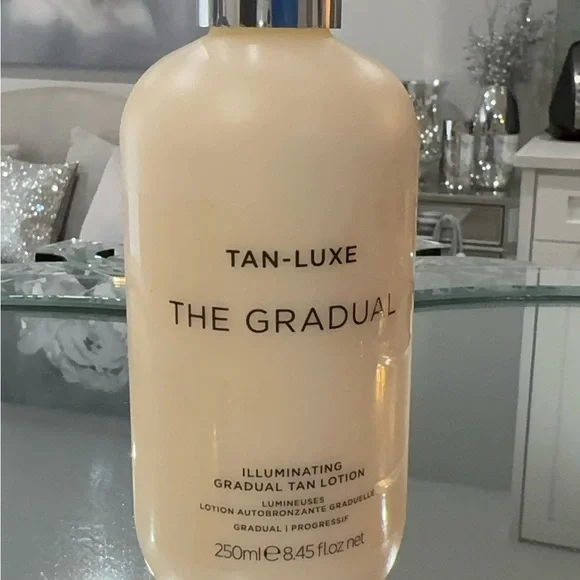 TAN-LUXE
THE GRADUAL
ILLUMINATING
GRADUAL TAN LOTION
LUMINEUSES
LOTION AUTOBRONZANTE GRADUELLE
GRADUAL | PROGRESSIF
250ml e 8.45 fl.oz net